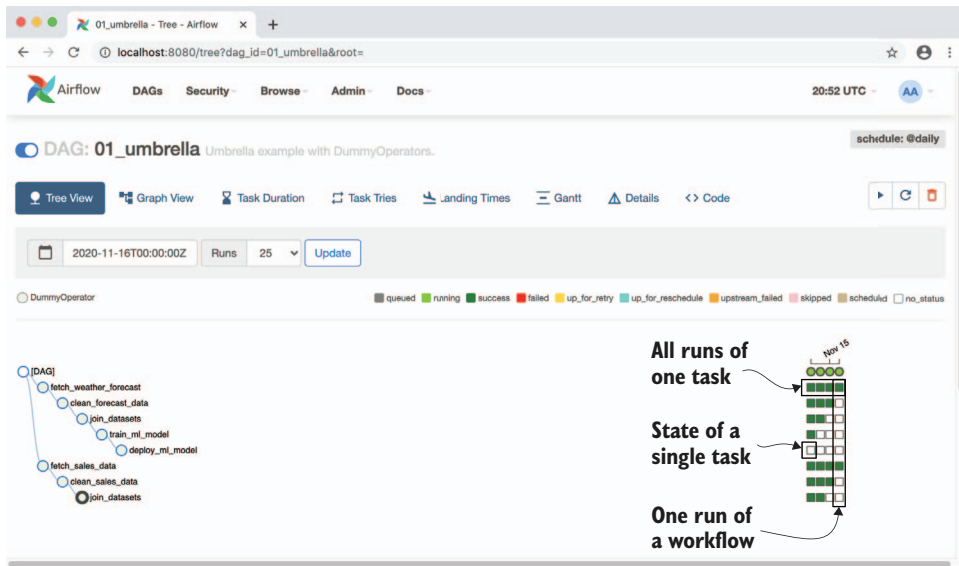 01_umbrella - Tree - Airflow
localhost:8080/tree?dag_id=01_umbrella&root=
Airflow DAGs Security Browse Admin Docs 20:52 UTC AA
schedule: @daily
DAG: 01_umbrella Umbrella example with DummyOperators.
Tree View Graph View Task Duration Task Tries Landing Times Gantt Details <> Code
2020-11-16T00:00:00Z Runs 25 Update
DummyOperator queued running success failed up_for_retry up_for_reschedule upstream_failed skipped scheduled no_status
Nov 15
All runs of
one task
[DAG]
fetch_weather_forecast
clean_forecast_data
join_datasets
train_ml_model
deploy_ml_model
fetch_sales_data
clean_sales_data
join_datasets
State of a
single task
One run of
a workflow